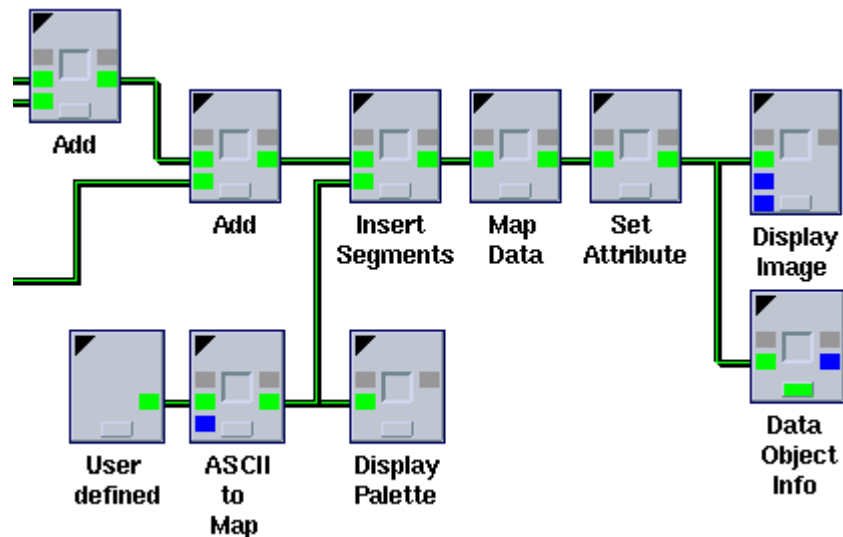 Add
Add
Insert
Segments
Map
Data
Set
Attribute
Display
Image
User
defined
ASCII
to
Map
Display
Palette
Data
Object
Info